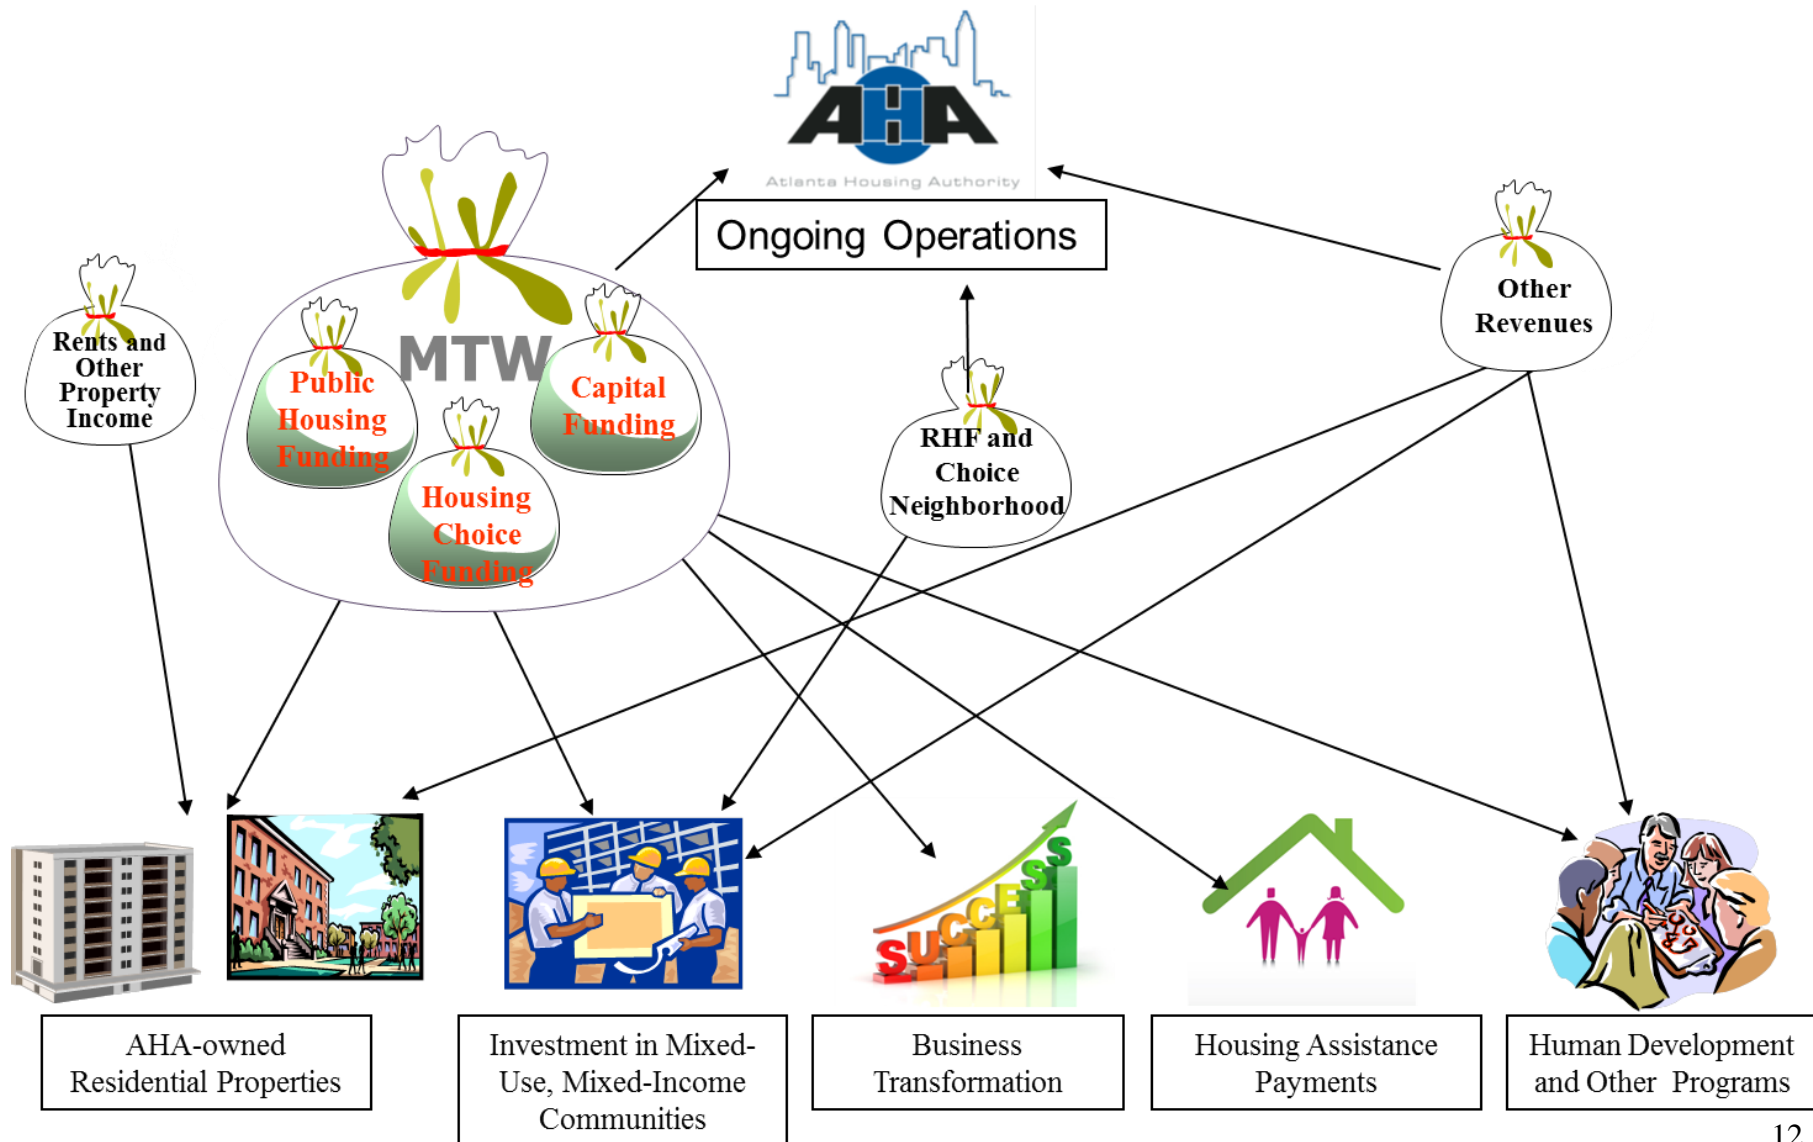 AHA
Atlanta Housing Authority
Ongoing Operations
Rents and
Other
Property
Income
MTW
Public
Housing
Funding
Capital
Funding
Housing
Choice
Funding
RHF and
Choice
Neighborhood
Other
Revenues
SUCCESS
AHA-owned
Residential Properties
Investment in Mixed-
Use, Mixed-Income
Communities
Business
Transformation
Housing Assistance
Payments
Human Development
and Other Programs
12